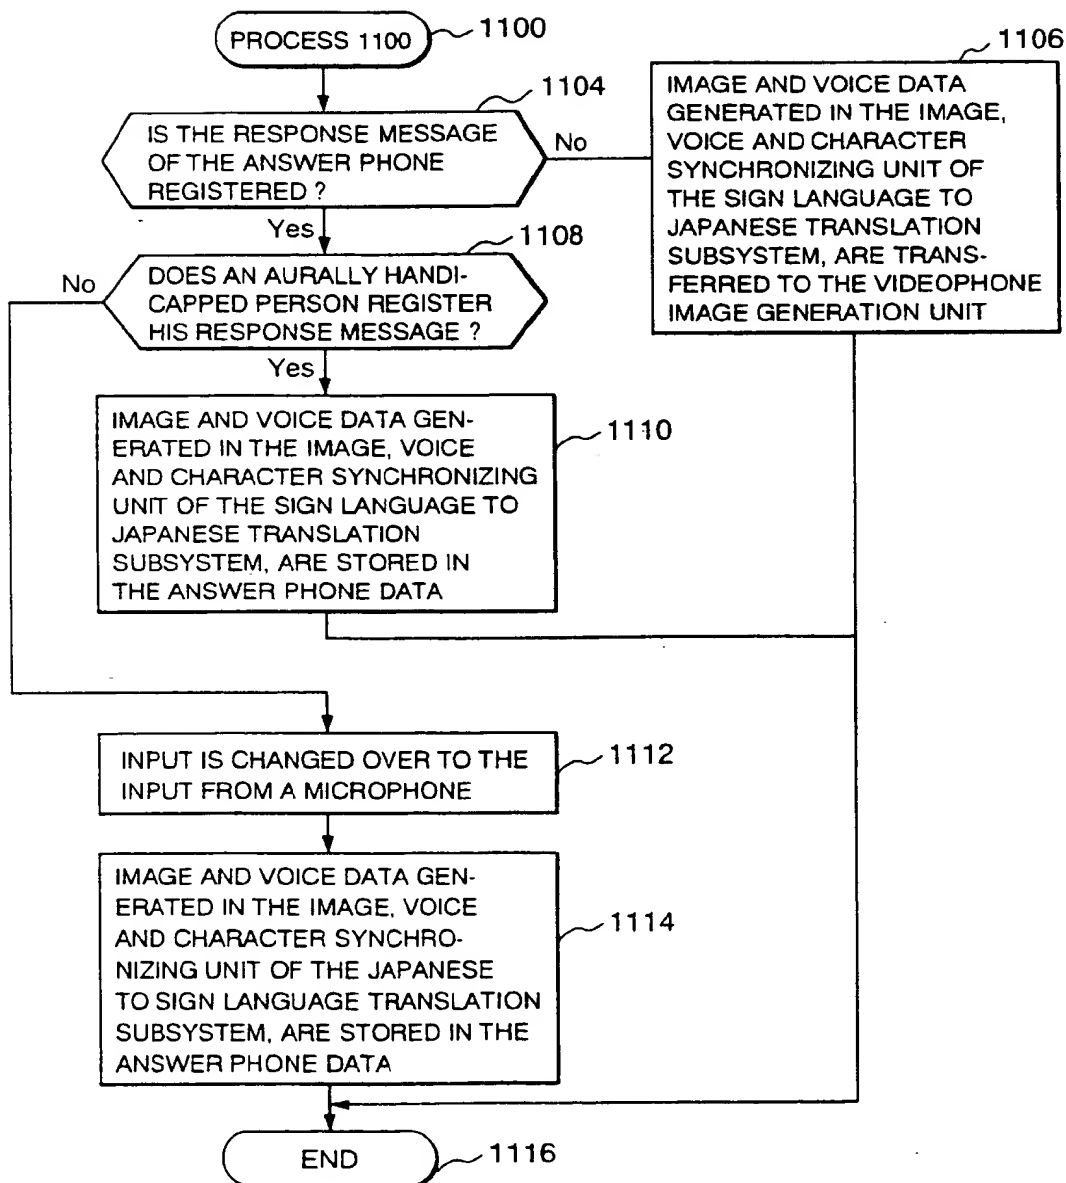 PROCESS 1100
1100
1104
IS THE RESPONSE MESSAGE
OF THE ANSWER PHONE
REGISTERED ?
No
Yes
1106
IMAGE AND VOICE DATA
GENERATED IN THE IMAGE,
VOICE AND CHARACTER
SYNCHRONIZING UNIT OF
THE SIGN LANGUAGE TO
JAPANESE TRANSLATION
SUBSYSTEM, ARE TRANS-
FERRED TO THE VIDEOPHONE
IMAGE GENERATION UNIT
1108
DOES AN AURALLY HANDI-
CAPPED PERSON REGISTER
HIS RESPONSE MESSAGE ?
No
Yes
1110
IMAGE AND VOICE DATA GEN-
ERATED IN THE IMAGE, VOICE
AND CHARACTER SYNCHRONIZING
UNIT OF THE SIGN LANGUAGE TO
JAPANESE TRANSLATION
SUBSYSTEM, ARE STORED IN
THE ANSWER PHONE DATA
1112
INPUT IS CHANGED OVER TO THE
INPUT FROM A MICROPHONE
1114
IMAGE AND VOICE DATA GEN-
ERATED IN THE IMAGE, VOICE
AND CHARACTER SYNCHRO-
NIZING UNIT OF THE JAPANESE
TO SIGN LANGUAGE TRANSLATION
SUBSYSTEM, ARE STORED IN THE
ANSWER PHONE DATA
END
1116